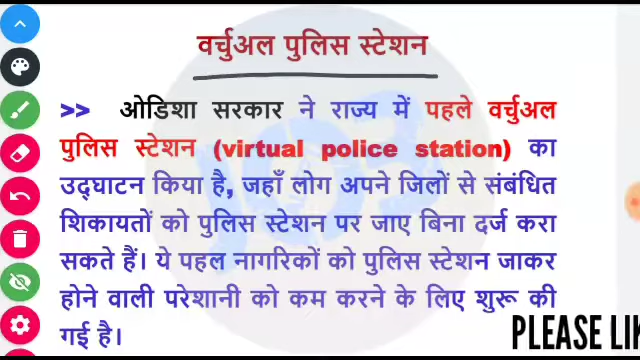 वर्चुअल पुलिस स्टेशन
>> ओडिशा सरकार ने राज्य में पहले वर्चुअल
पुलिस स्टेशन (virtual police station) का
उद्घाटन किया है, जहाँ लोग अपने जिलों से संबंधित
शिकायतों को पुलिस स्टेशन पर जाए बिना दर्ज करा
सकते हैं। ये पहल नागरिकों को पुलिस स्टेशन जाकर
होने वाली परेशानी को कम करने के लिए शुरू की
गई है।
PLEASE LIK